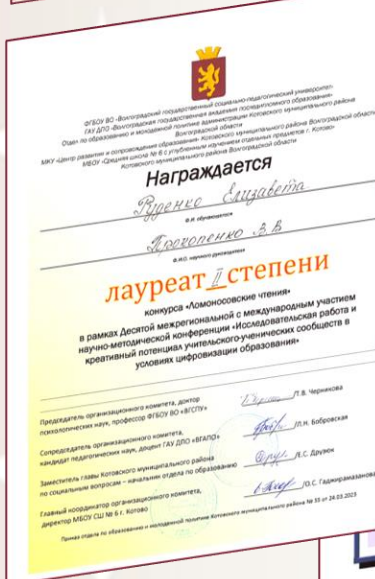 ФГБОУ ВО «Волгоградский государственный социально-педагогический университет»
ГАУ ДПО «Волгоградская государственная академия последипломного образования»
Отдел по образованию и молодежной политике администрации Котовского муниципального района
Волгоградской области
МКУ «Центр развития и сопровождения образования» Котовского муниципального района Волгоградской области
МБОУ «Средняя школа № 6 с углубленным изучением отдельных предметов г. Котово»
Котовского муниципального района Волгоградской области
Награждается
Руденко Елизавета
Ф.И. обучающегося
Прокопенко В.В
Ф.И.О. научного руководителя
лауреат II степени
конкурса «Ломоносовские чтения»
в рамках Десятой межрегиональной с международным участием
научно-методической конференции «Исследовательская работа и
креативный потенциал учительского-ученических сообществ в
условиях цифровизации образования»
Председатель организационного комитета, доктор
психологических наук, профессор ФГБОУ ВО «ВГСПУ»
/Т.В. Черникова
Сопредседатель организационного комитета,
кандидат педагогических наук, доцент ГАУ ДПО «ВГАПО»
/Л.Н. Бобровская
Заместитель главы Котовского муниципального района
по социальным вопросам – начальник отдела по образованию
/К.С. Друзюк
Главный координатор организационного комитета,
директор МБОУ СШ № 6 г. Котово
/О.С. Гаджирамазанова
Приказ отдела по образованию и молодежной политике Котовского муниципального района № 55 от 24.03.2023